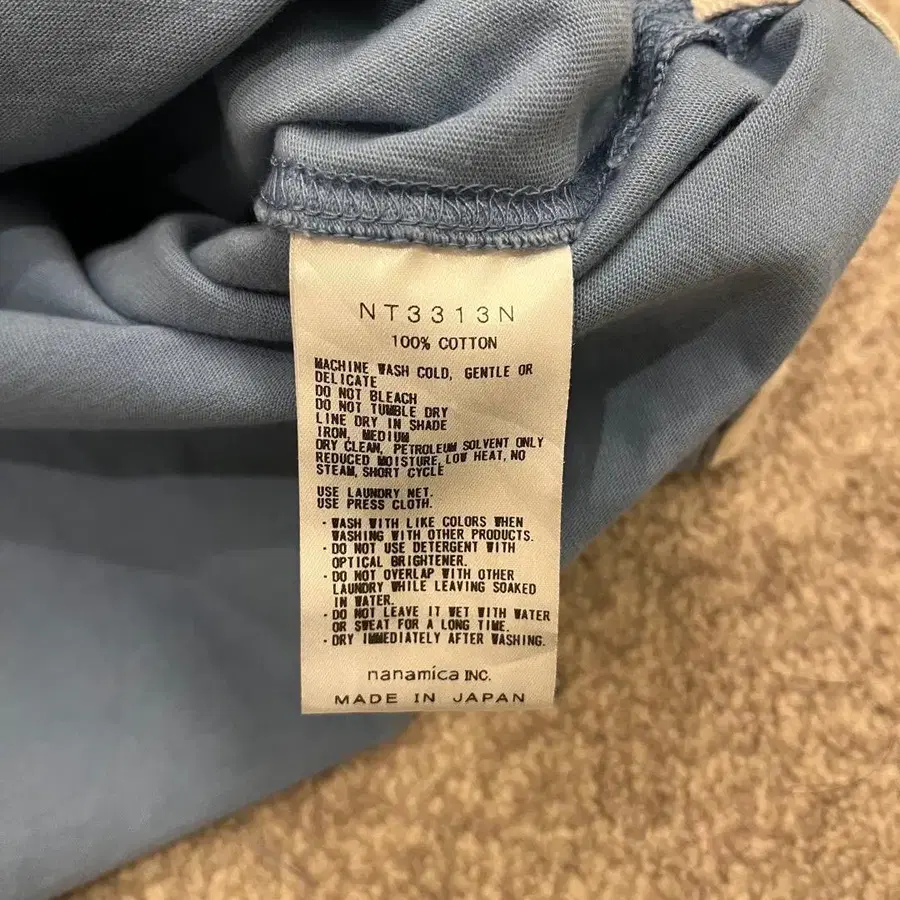 NT3313N
100% COTTON
MACHINE WASH COLD, GENTLE OR
DELICATE
DO NOT BLEACH
DO NOT TUMBLE DRY
LINE DRY IN SHADE
IRON, MEDIUM
DRY CLEAN, PETROLEUM SOLVENT ONLY
REDUCED MOISTURE, LOW HEAT, NO
STEAM, SHORT CYCLE
USE LAUNDRY NET.
USE PRESS CLOTH.
・WASH WITH LIKE COLORS WHEN
WASHING WITH OTHER PRODUCTS.
・DO NOT USE DETERGENT WITH
OPTICAL BRIGHTENER.
・DO NOT OVERLAP WITH OTHER
LAUNDRY WHILE LEAVING SOAKED
IN WATER.
・DO NOT LEAVE IT WET WITH WATER
OR SWEAT FOR A LONG TIME.
・DRY IMMEDIATELY AFTER WASHING.
nanamica INC.
MADE IN JAPAN